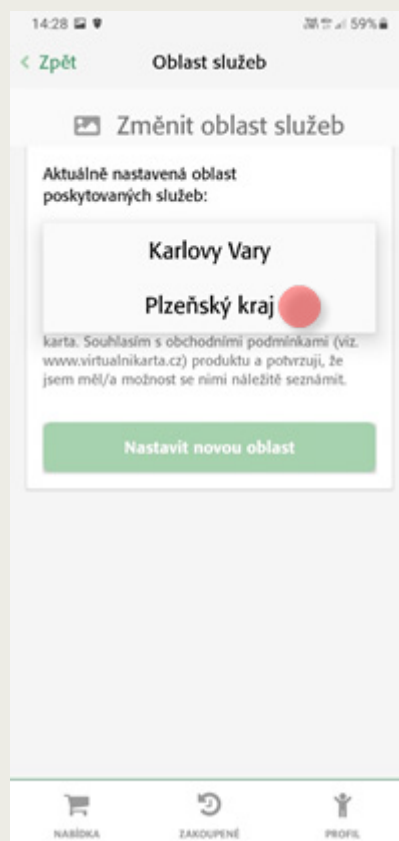 14:28 59%
Zpět Oblast služeb
Změnit oblast služeb
Aktuálně nastavená oblast
poskytovaných služeb:
Karlovy Vary
Plzeňský kraj
karta. Souhlasím s obchodními podmínkami (viz.
www.virtualnikarta.cz) produktu a potvrzuji, že
jsem měl/a možnost se nimi náležitě seznámit.
Nastavit novou oblast
NABÍDKA ZAKOUPENÉ PROFIL